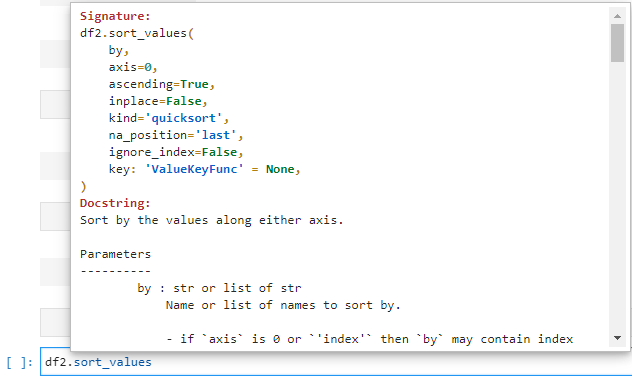 Signature:
df2.sort_values(
    by,
    axis=0,
    ascending=True,
    inplace=False,
    kind='quicksort',
    na_position='last',
    ignore_index=False,
    key: 'ValueKeyFunc' = None,
)
Docstring:
Sort by the values along either axis.

Parameters
----------
        by : str or list of str
            Name or list of names to sort by.

            - if `axis` is 0 or `'index'` then `by` may contain index
[ ]: df2.sort_values